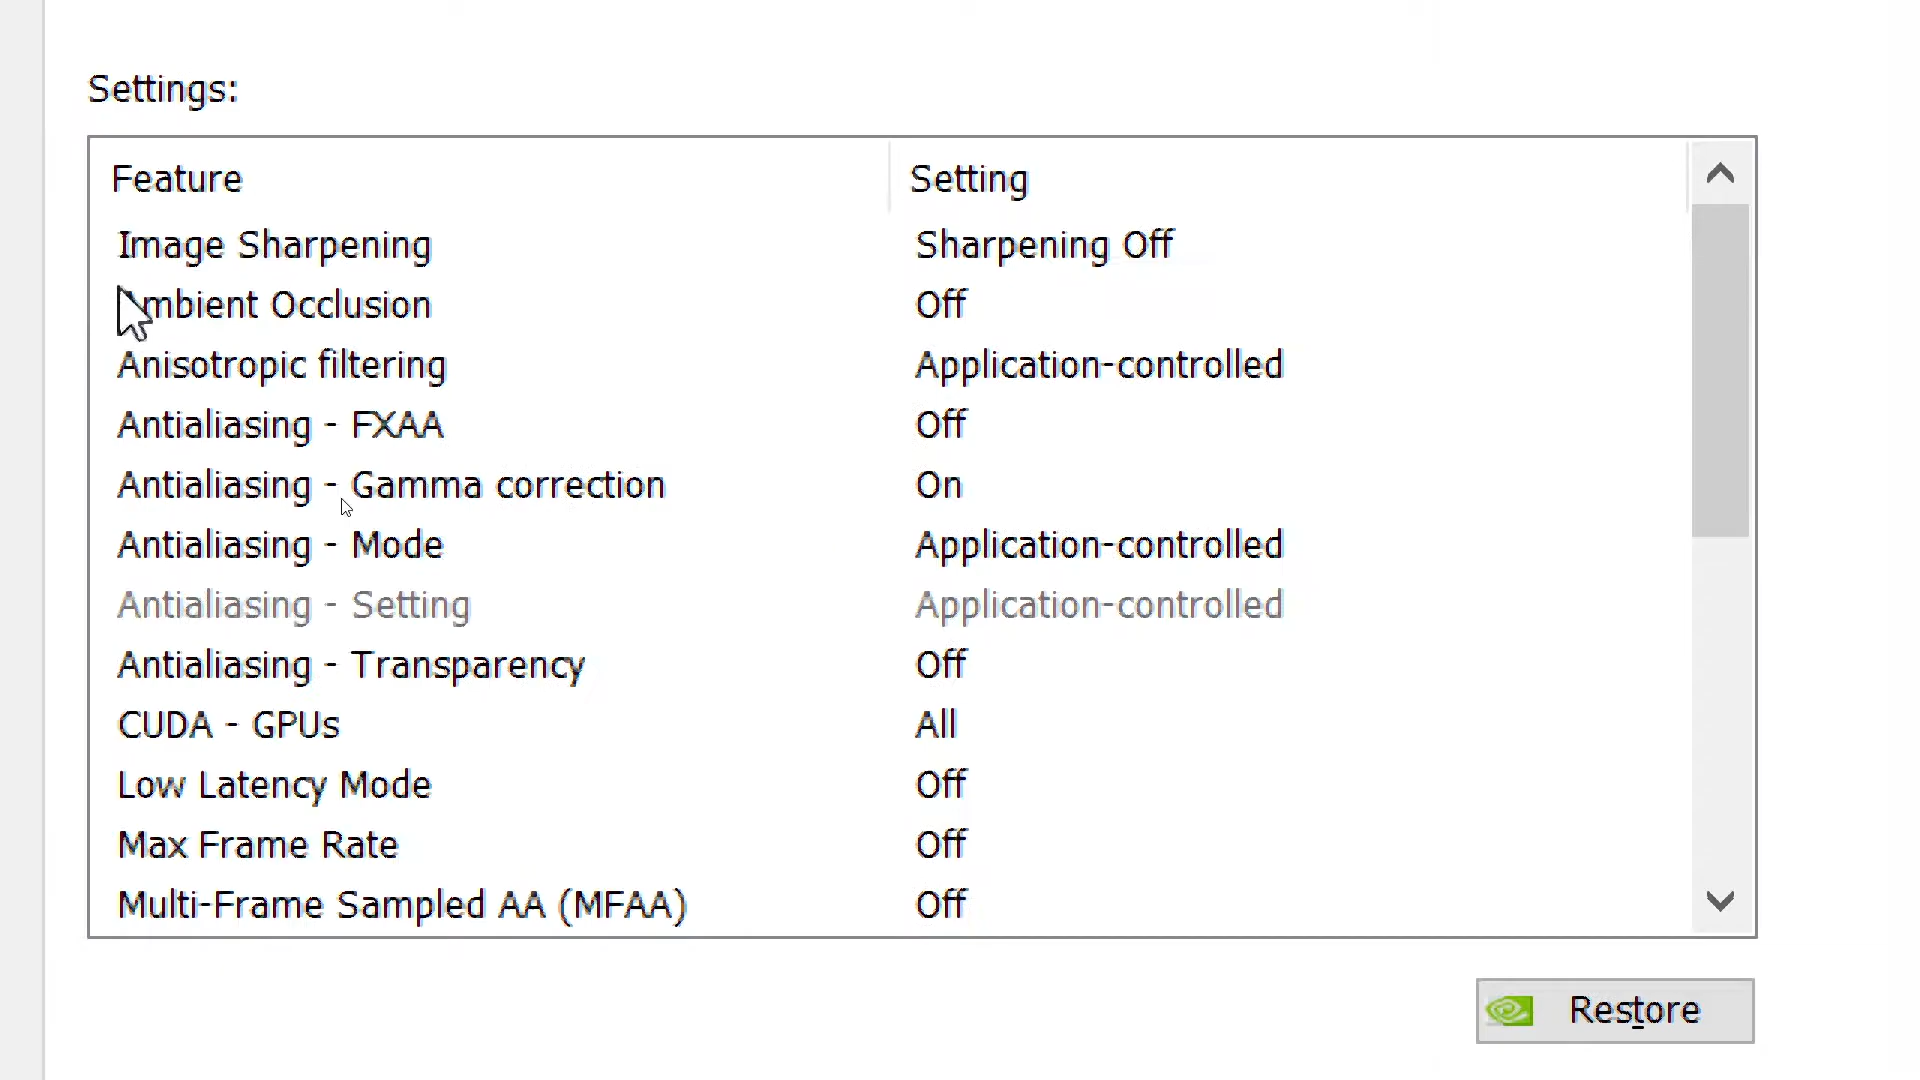 Settings:
Feature Setting
Image Sharpening Sharpening Off
Ambient Occlusion Off
Anisotropic filtering Application-controlled
Antialiasing - FXAA Off
Antialiasing - Gamma correction On
Antialiasing - Mode Application-controlled
Antialiasing - Setting Application-controlled
Antialiasing - Transparency Off
CUDA - GPUs All
Low Latency Mode Off
Max Frame Rate Off
Multi-Frame Sampled AA (MFAA) Off
Restore